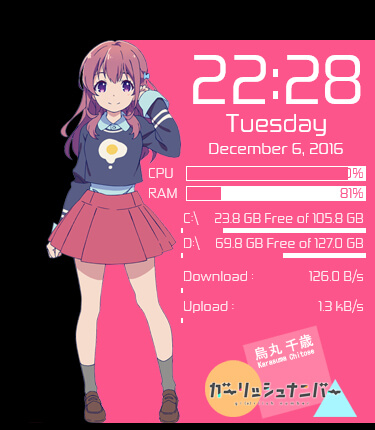 22:28
Tuesday
December 6, 2016
CPU 0%
RAM 81%
C:\ 23.8 GB Free of 105.8 GB
D:\ 69.8 GB Free of 127.0 GB
Download : 126.0 B/s
Upload : 1.3 kB/s
烏丸 千歳
Karasuma Chitose
ガーリッシュナンバー